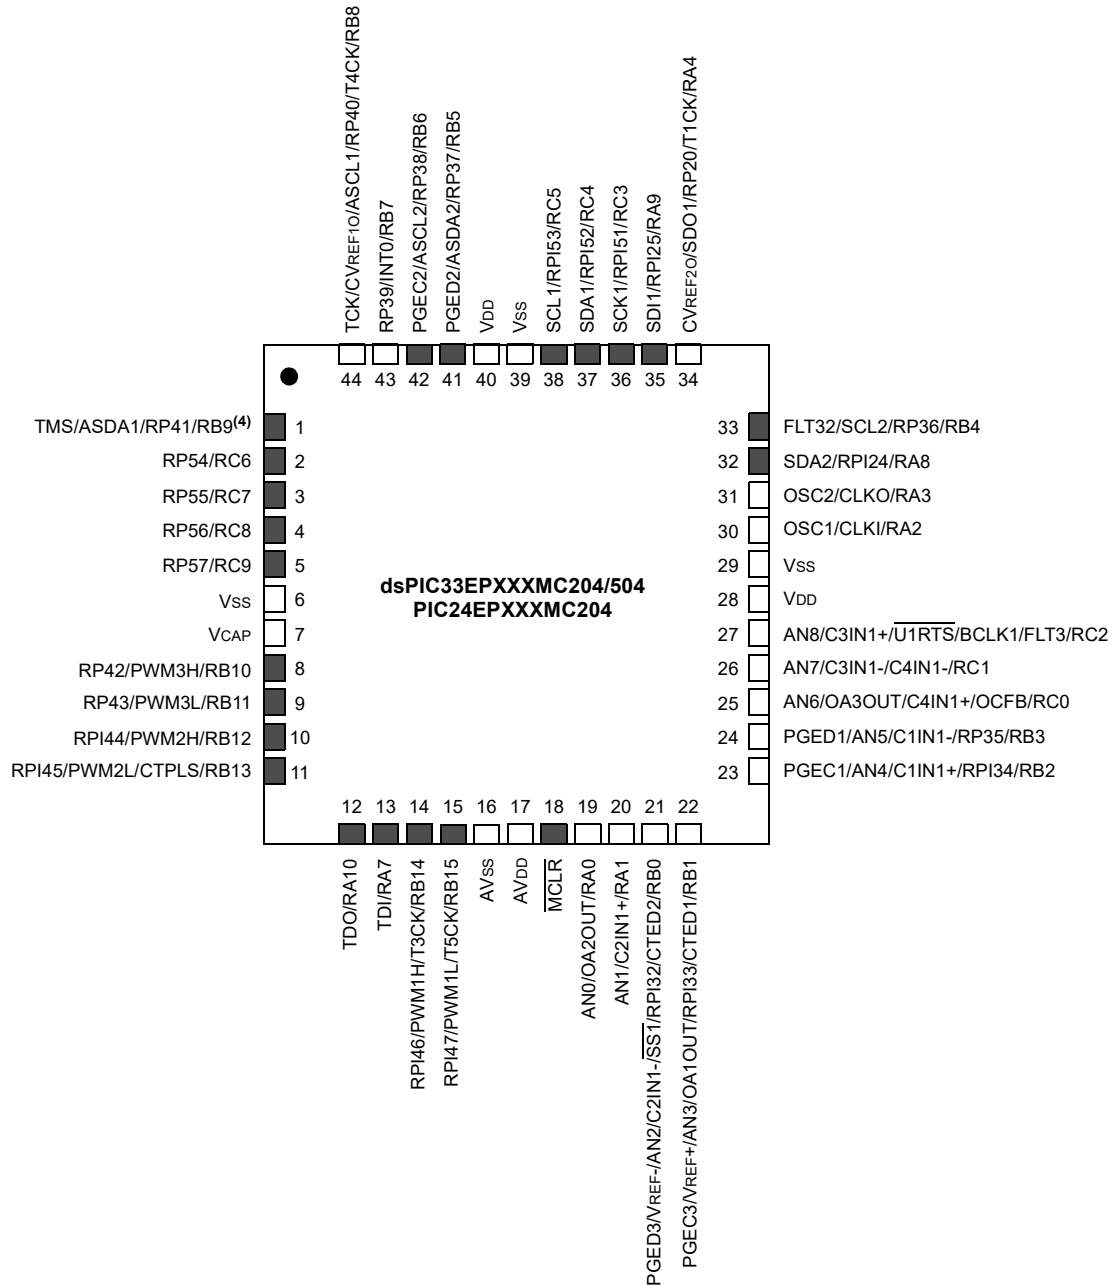 TCK/CVREF1O/ASCL1/RP40/T4CK/RB8
RP39/INT0/RB7
PGEC2/ASCL2/RP38/RB6
PGED2/ASDA2/RP37/RB5
VDD
VSS
SCL1/RPI53/RC5
SDA1/RPI52/RC4
SCK1/RPI51/RC3
SDI1/RPI25/RA9
CVREF2O/SDO1/RP20/T1CK/RA4
44 43 42 41 40 39 38 37 36 35 34
TMS/ASDA1/RP41/RB9(4) 1
RP54/RC6 2
RP55/RC7 3
RP56/RC8 4
RP57/RC9 5
VSS 6
VCAP 7
RP42/PWM3H/RB10 8
RP43/PWM3L/RB11 9
RPI44/PWM2H/RB12 10
RPI45/PWM2L/CTPLS/RB13 11
dsPIC33EPXXXMC204/504
PIC24EPXXXMC204
33 FLT32/SCL2/RP36/RB4
32 SDA2/RPI24/RA8
31 OSC2/CLKO/RA3
30 OSC1/CLKI/RA2
29 VSS
28 VDD
27 AN8/C3IN1+/U1RTS/BCLK1/FLT3/RC2
26 AN7/C3IN1-/C4IN1-/RC1
25 AN6/OA3OUT/C4IN1+/OCFB/RC0
24 PGED1/AN5/C1IN1-/RP35/RB3
23 PGEC1/AN4/C1IN1+/RPI34/RB2
12 13 14 15 16 17 18 19 20 21 22
TDO/RA10
TDI/RA7
RPI46/PWM1H/T3CK/RB14
RPI47/PWM1L/T5CK/RB15
AVSS
AVDD
MCLR
AN0/OA2OUT/RA0
AN1/C2IN1+/RA1
PGED3/VREF-/AN2/C2IN1-/SS1/RPI32/CTED2/RB0
PGEC3/VREF+/AN3/OA1OUT/RPI33/CTED1/RB1